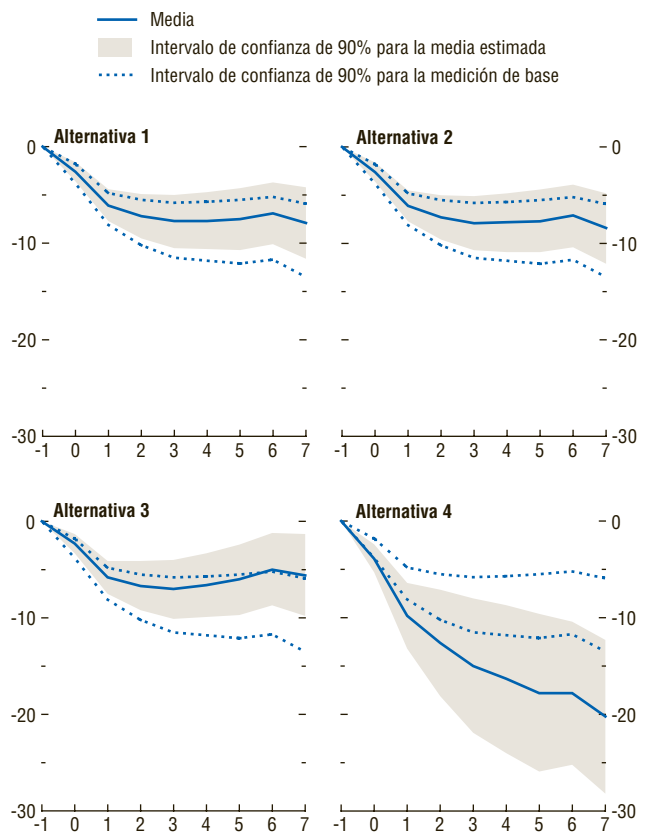 Media
Intervalo de confianza de 90% para la media estimada
Intervalo de confianza de 90% para la medición de base
Alternativa 1
0
-10
-20
-30
-1 0 1 2 3 4 5 6 7
Alternativa 2
0
-10
-20
-30
-1 0 1 2 3 4 5 6 7
Alternativa 3
0
-10
-20
-30
-1 0 1 2 3 4 5 6 7
Alternativa 4
0
-10
-20
-30
-1 0 1 2 3 4 5 6 7